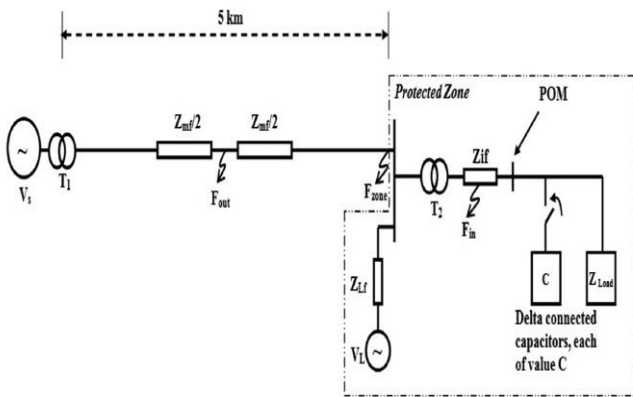 5 km
Protected Zone
POM
Zmf/2
Zmf/2
Zif
~
Vs
T1
Fout
Fzone
T2
Fin
ZLf
C
ZLoad
VL
~
Delta connected
capacitors, each
of value C